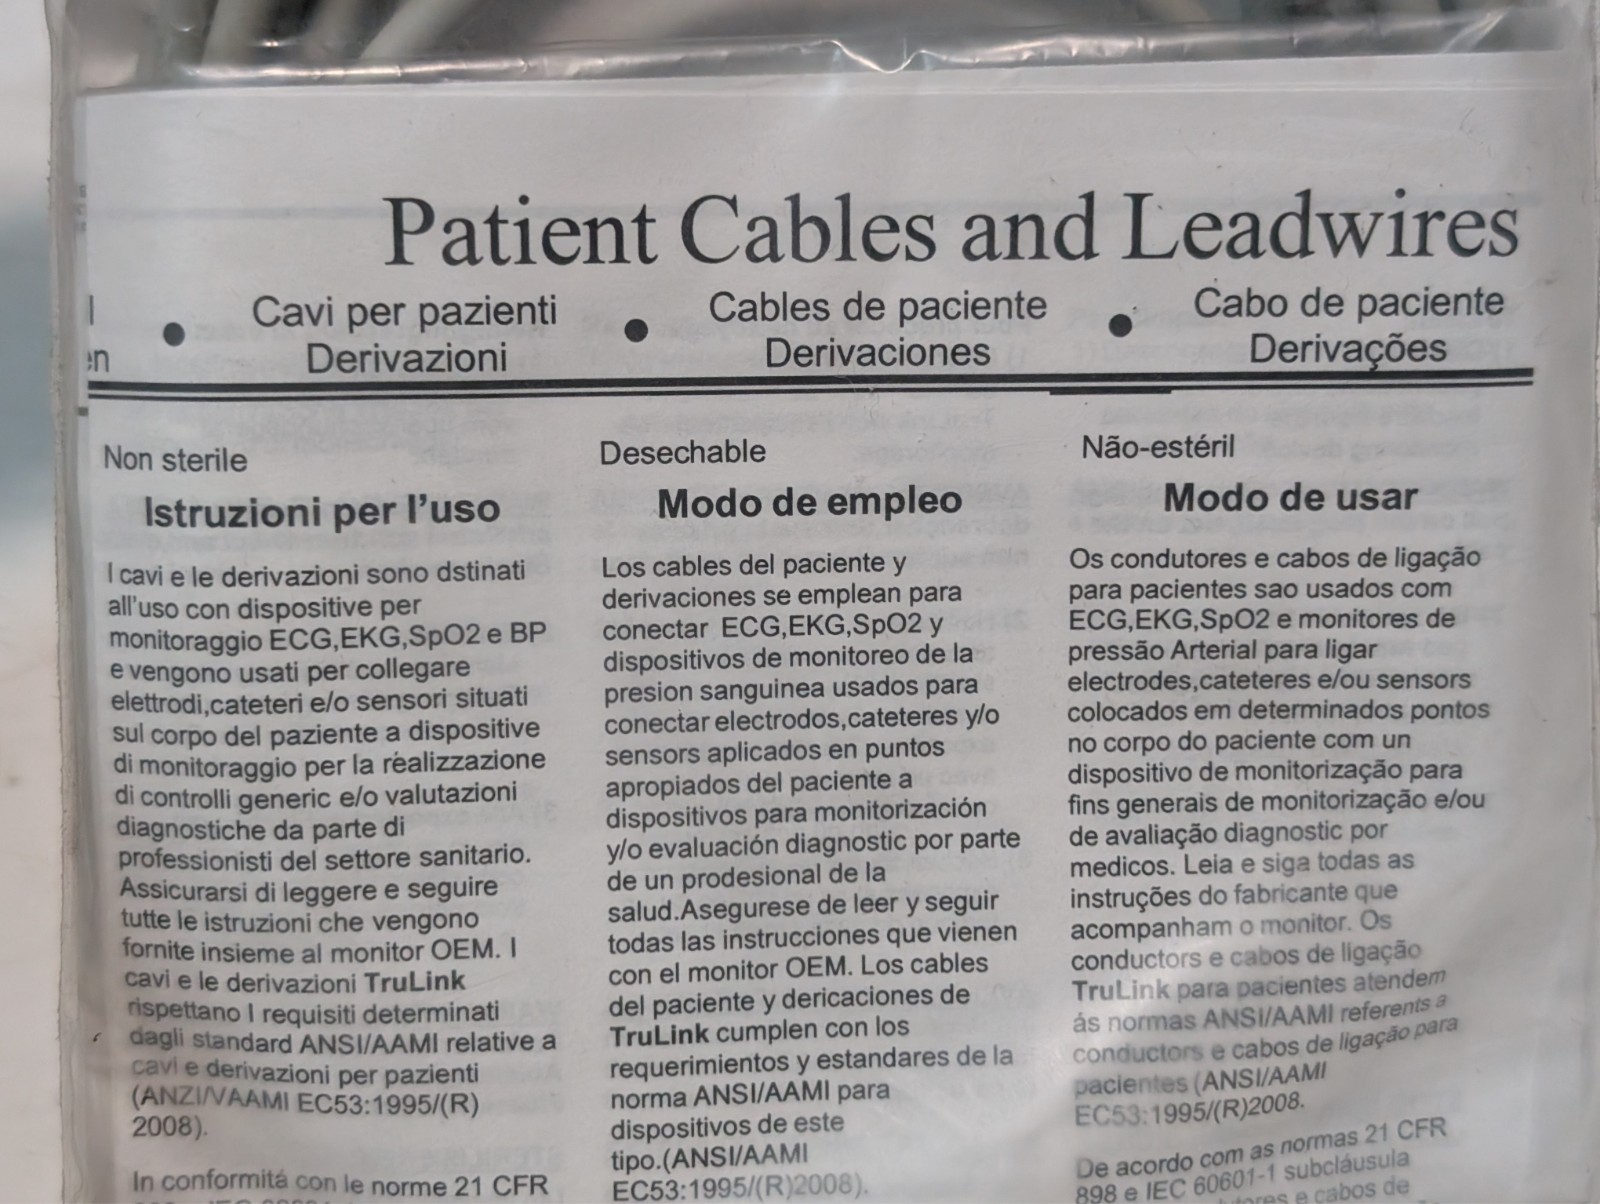 Patient Cables and Leadwires
Cavi per pazienti
Derivazioni
Cables de paciente
Derivaciones
Cabo de paciente
Derivações
Non sterile
Istruzioni per l'uso
I cavi e le derivazioni sono dstinati
all'uso con dispositive per
monitoraggio ECG,EKG,SpO2 e BP
e vengono usati per collegare
elettrodi,cateteri e/o sensori situati
sul corpo del paziente a dispositive
di monitoraggio per la réalizzazione
di controlli generic e/o valutazioni
diagnostiche da parte di
professionisti del settore sanitario.
Assicurarsi di leggere e seguire
tutte le istruzioni che vengono
fornite insieme al monitor OEM. I
cavi e le derivazioni TruLink
rispettano I requisiti determinati
dagli standard ANSI/AAMI relative a
cavi e derivazioni per pazienti
(ANZI/VAAMI EC53:1995/(R)
2008).
In conformitá con le norme 21 CFR
Desechable
Modo de empleo
Los cables del paciente y
derivaciones se emplean para
conectar ECG,EKG,SpO2 y
dispositivos de monitoreo de la
presion sanguinea usados para
conectar electrodos,cateteres y/o
sensors aplicados en puntos
apropiados del paciente a
dispositivos para monitorización
y/o evaluación diagnostic por parte
de un prodesional de la
salud.Asegurese de leer y seguir
todas las instrucciones que vienen
con el monitor OEM. Los cables
del paciente y dericaciones de
TruLink cumplen con los
requerimientos y estandares de la
norma ANSI/AAMI para
dispositivos de este
tipo.(ANSI/AAMI
EC53:1995/(R)2008).
Não-estéril
Modo de usar
Os condutores e cabos de ligação
para pacientes sao usados com
ECG,EKG,SpO2 e monitores de
pressão Arterial para ligar
electrodes,cateteres e/ou sensors
colocados em determinados pontos
no corpo do paciente com un
dispositivo de monitorização para
fins generais de monitorização e/ou
de avaliação diagnostic por
medicos. Leia e siga todas as
instruções do fabricante que
acompanham o monitor. Os
conductors e cabos de ligação
TruLink para pacientes atendem
ás normas ANSI/AAMI referents a
conductors e cabos de ligação para
pacientes (ANSI/AAMI
EC53:1995/(R)2008.
De acordo com as normas 21 CFR
898 e IEC 60601-1 subcláusula
e cabos de